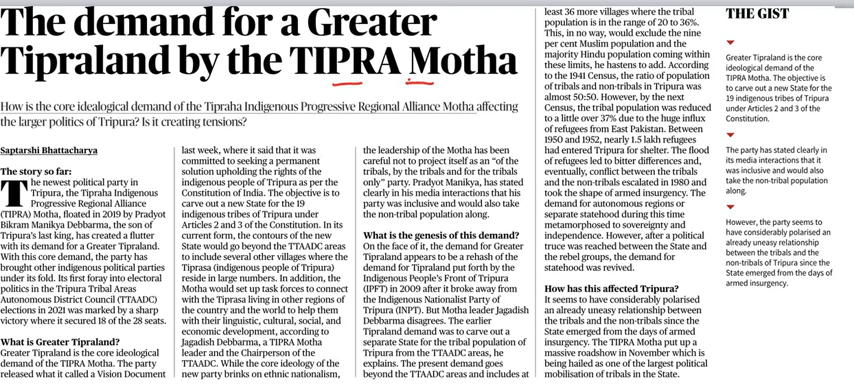 The demand for a Greater
Tipraland by the TIPRA Motha
How is the core idealogical demand of the Tipraha Indigenous Progressive Regional Alliance Motha affecting
the larger politics of Tripura? Is it creating tensions?
Saptarshi Bhattacharya
The story so far:
The newest political party in
Tripura, the Tipraha Indigenous
Progressive Regional Alliance
(TIPRA) Motha, floated in 2019 by Pradyot
Bikram Manikya Debbarma, the son of
Tripura's last king, has created a flutter
with its demand for a Greater Tipraland.
With this core demand, the party has
brought other indigenous political parties
under its fold. Its first foray into electoral
politics in the Tripura Tribal Areas
Autonomous District Council (TTAADC)
elections in 2021 was marked by a sharp
victory where it secured 18 of the 28 seats.
What is Greater Tipraland?
Greater Tipraland is the core ideological
demand of the TIPRA Motha. The party
released what it called a Vision Document
last week, where it said that it was
committed to seeking a permanent
solution upholding the rights of the
indigenous people of Tripura as per the
Constitution of India. The objective is to
carve out a new State for the 19
indigenous tribes of Tripura under
Articles 2 and 3 of the Constitution. In its
current form, the contours of the new
State would go beyond the TTAADC areas
to include several other villages where the
Tiprasa (indigenous people of Tripura)
reside in large numbers. In addition, the
Motha would set up task forces to connect
with the Tiprasa living in other regions of
the country and the world to help them
with their linguistic, cultural, social, and
economic development, according to
Jagadish Debbarma, a TIPRA Motha
leader and the Chairperson of the
TTAADC. While the core ideology of the
new party brinks on ethnic nationalism,
the leadership of the Motha has been
careful not to project itself as an “of the
tribals, by the tribals and for the tribals
only” party. Pradyot Manikya, has stated
clearly in his media interactions that his
party was inclusive and would also take
the non-tribal population along.
What is the genesis of this demand?
On the face of it, the demand for Greater
Tipraland appears to be a rehash of the
demand for Tipraland put forth by the
Indigenous People's Front of Tripura
(IPFT) in 2009 after it broke away from
the Indigenous Nationalist Party of
Tripura (INPT). But Motha leader Jagadish
Debbarma disagrees. The earlier
Tipraland demand was to carve out a
separate State for the tribal population of
Tripura from the TTAADC areas, he
explains. The present demand goes
beyond the TTAADC areas and includes at
least 36 more villages where the tribal
population is in the range of 20 to 36%.
This, in no way, would exclude the nine
per cent Muslim population and the
majority Hindu population coming within
these limits, he hastens to add. According
to the 1941 Census, the ratio of population
of tribals and non-tribals in Tripura was
almost 50:50. However, by the next
Census, the tribal population was reduced
to a little over 37% due to the huge influx
of refugees from East Pakistan. Between
1950 and 1952, nearly 1.5 lakh refugees
had entered Tripura for shelter. The flood
of refugees led to bitter differences and,
eventually, conflict between the tribals
and the non-tribals escalated in 1980 and
took the shape of armed insurgency. The
demand for autonomous regions or
separate statehood during this time
metamorphosed to sovereignty and
independence. However, after a political
truce was reached between the State and
the rebel groups, the demand for
statehood was revived.
How has this affected Tripura?
It seems to have considerably polarised
an already uneasy relationship between
the tribals and the non-tribals since the
State emerged from the days of armed
insurgency. The TIPRA Motha put up a
massive roadshow in November which is
being hailed as one of the largest political
mobilisation of tribals in the State.
THE GIST
Greater Tipraland is the core
ideological demand of the
TIPRA Motha. The objective is
to carve out a new State for the
19 indigenous tribes of Tripura
under Articles 2 and 3 of the
Constitution.
The party has stated clearly in
its media interactions that it
was inclusive and would also
take the non-tribal population
along.
However, the party seems to
have considerably polarised an
already uneasy relationship
between the tribals and the
non-tribals of Tripura since the
State emerged from the days of
armed insurgency.